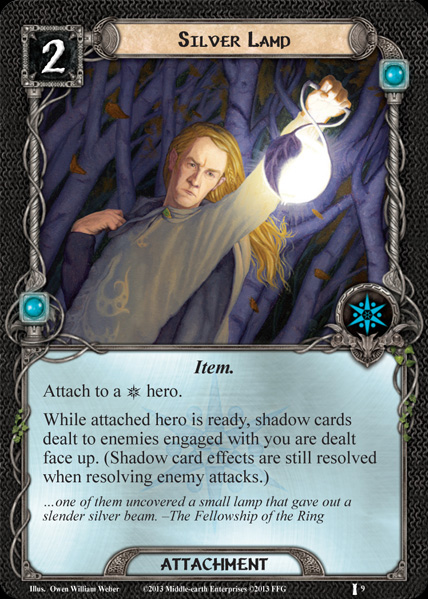 SILVER LAMP
2
Item.
Attach to a hero.
While attached hero is ready, shadow cards
dealt to enemies engaged with you are dealt
face up. (Shadow card effects are still resolved
when resolving enemy attacks.)
...one of them uncovered a small lamp that gave out a
slender silver beam. –The Fellowship of the Ring
ATTACHMENT
Illus. Owen William Weber ©2013 Middle-earth Enterprises ©2013 FFG 9